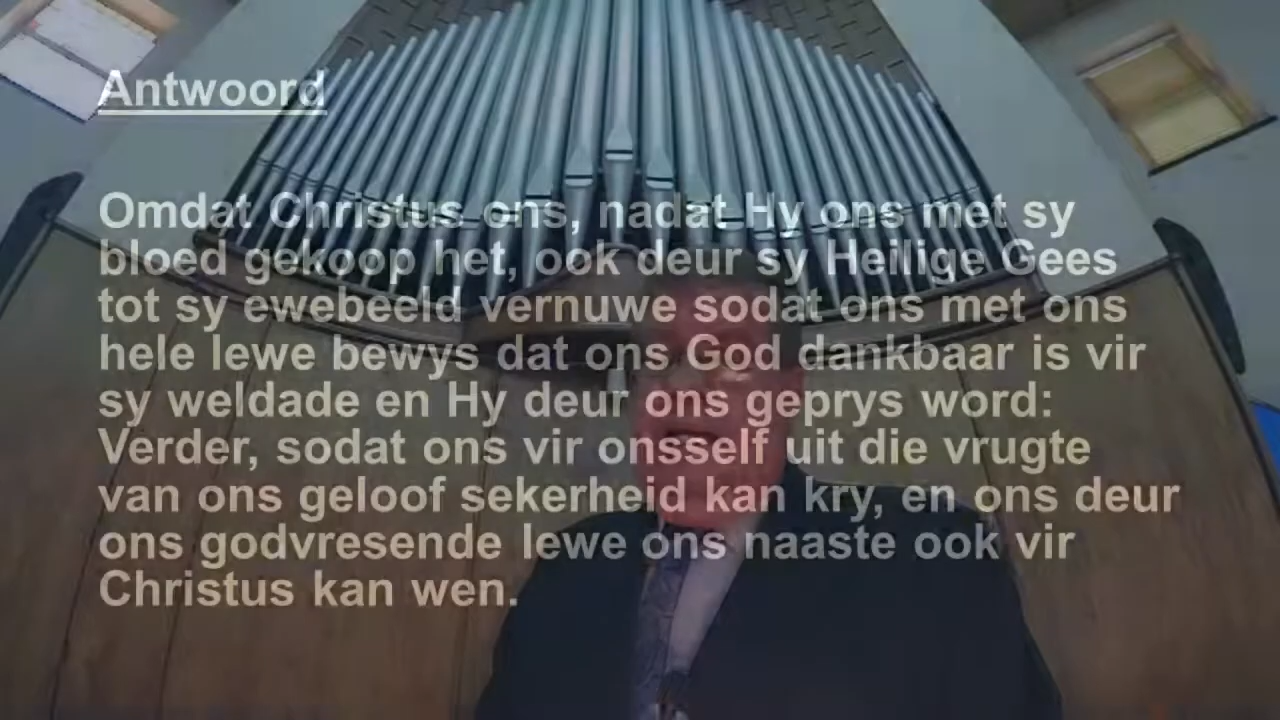 Antwoord
Omdat Christus ons, nadat Hy ons met sy
bloed gekoop het, ook deur sy Heilige Gees
tot sy ewebeeld vernuwe sodat ons met ons
hele lewe bewys dat ons God dankbaar is vir
sy weldade en Hy deur ons geprys word:
Verder, sodat ons vir onsself uit die vrugte
van ons geloof sekerheid kan kry, en ons deur
ons godvresende lewe ons naaste ook vir
Christus kan wen.